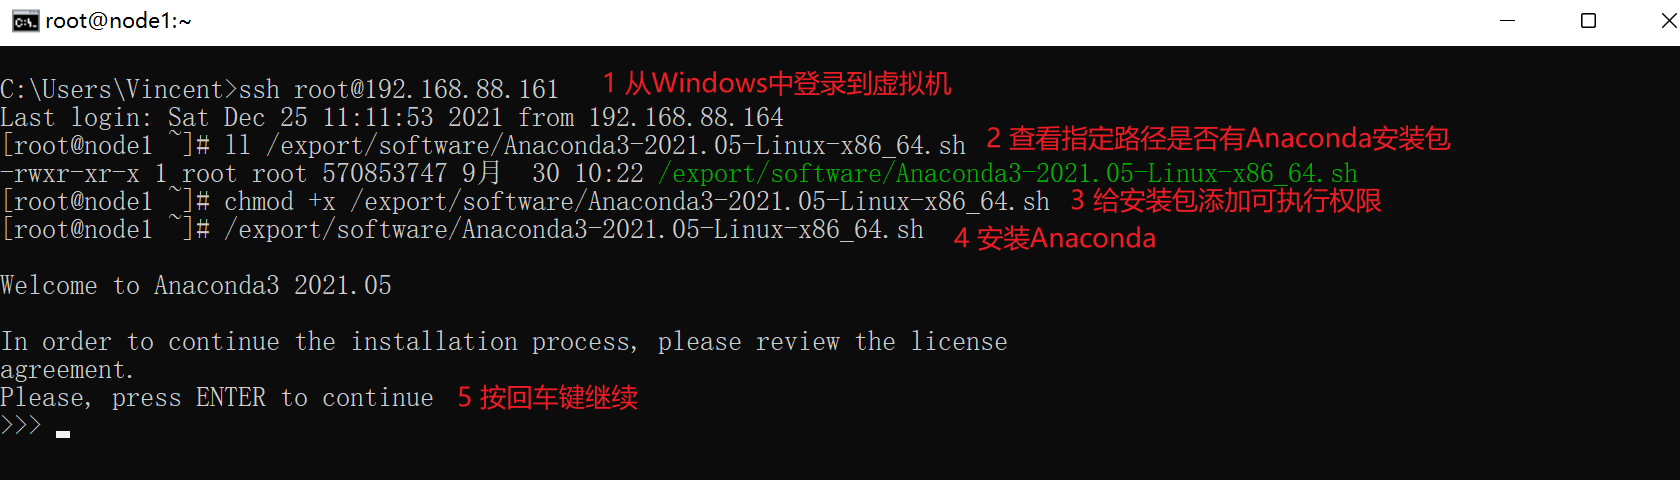 root@node1:~
C:\Users\Vincent>ssh root@192.168.88.161 1 从Windows中登录到虚拟机
Last login: Sat Dec 25 11:11:53 2021 from 192.168.88.164
[root@node1 ~]# ll /export/software/Anaconda3-2021.05-Linux-x86_64.sh 2 查看指定路径是否有Anaconda安装包
-rwxr-xr-x 1 root root 570853747 9月  30 10:22 /export/software/Anaconda3-2021.05-Linux-x86_64.sh
[root@node1 ~]# chmod +x /export/software/Anaconda3-2021.05-Linux-x86_64.sh 3 给安装包添加可执行权限
[root@node1 ~]# /export/software/Anaconda3-2021.05-Linux-x86_64.sh 4 安装Anaconda
Welcome to Anaconda3 2021.05
In order to continue the installation process, please review the license
agreement.
Please, press ENTER to continue 5 按回车键继续
>>>